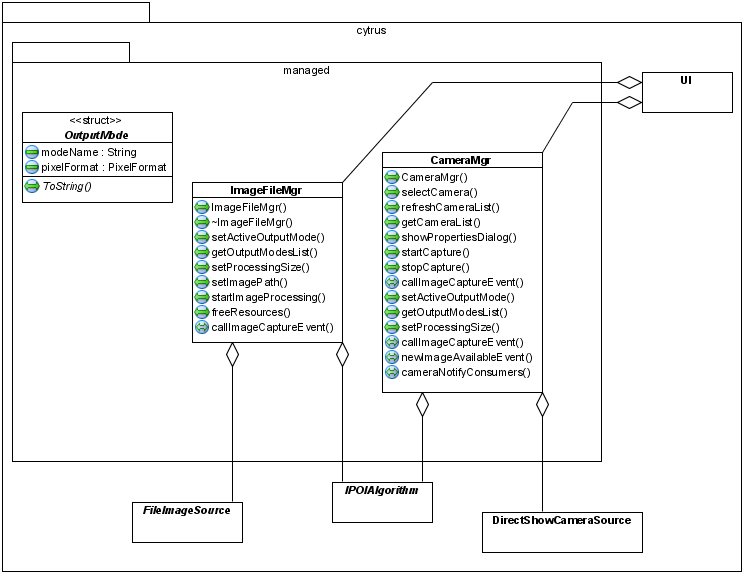 cytrus
managed
UI
<<struct>>
OutputMode
modeName : String
pixelFormat : PixelFormat
ToString()
ImageFileMgr
ImageFileMgr()
~ImageFileMgr()
setActiveOutputMode()
getOutputModesList()
setProcessingSize()
setImagePath()
startImageProcessing()
freeResources()
callImageCaptureEvent()
CameraMgr
CameraMgr()
selectCamera()
refreshCameraList()
getCameraList()
showPropertiesDialog()
startCapture()
stopCapture()
callImageCaptureEvent()
setActiveOutputMode()
getOutputModesList()
setProcessingSize()
callImageCaptureEvent()
newImageAvailableEvent()
cameraNotifyConsumers()
FileImageSource
IPOIAlgorithm
DirectShowCameraSource